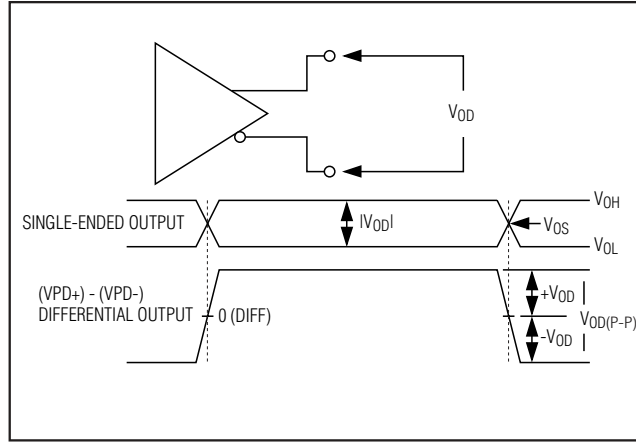 VOD
SINGLE-ENDED OUTPUT
|VOD|
VOH
VOS
VOL
(VPD+) - (VPD-)
DIFFERENTIAL OUTPUT
0 (DIFF)
+VOD
-VOD
VOD(P-P)